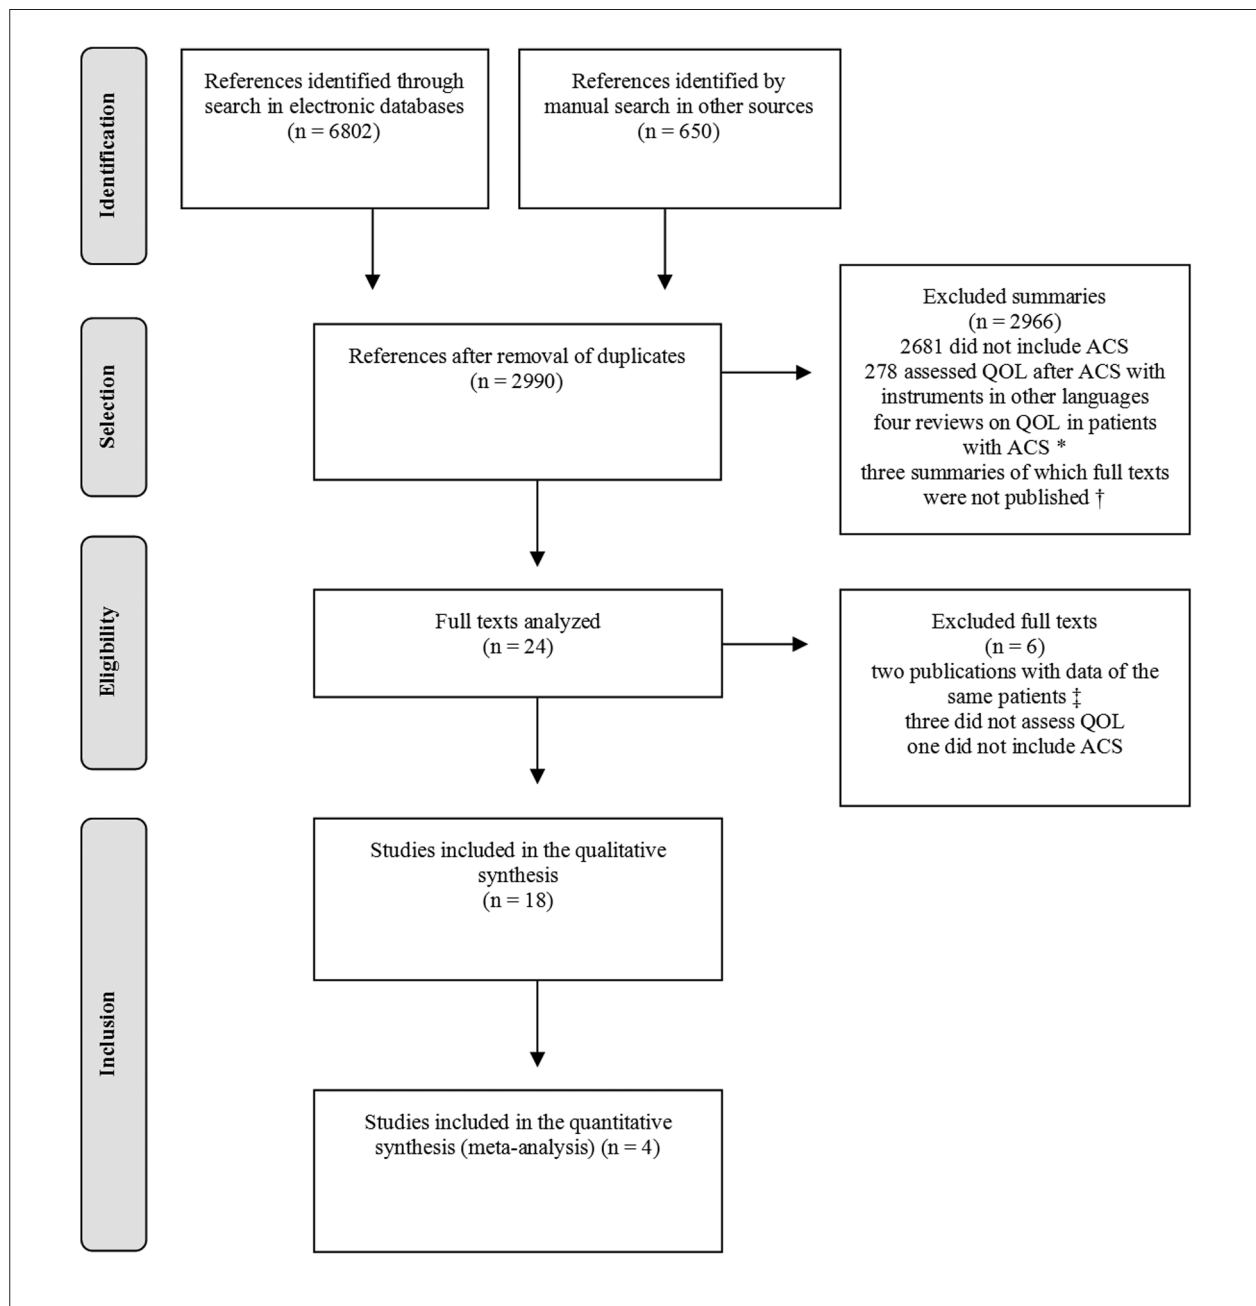 Identification
References identified through
search in electronic databases
(n = 6802)
References identified by
manual search in other sources
(n = 650)
Selection
References after removal of duplicates
(n = 2990)
Excluded summaries
(n = 2966)
2681 did not include ACS
278 assessed QOL after ACS with
instruments in other languages
four reviews on QOL in patients
with ACS *
three summaries of which full texts
were not published †
Eligibility
Full texts analyzed
(n = 24)
Excluded full texts
(n = 6)
two publications with data of the
same patients ‡
three did not assess QOL
one did not include ACS
Inclusion
Studies included in the qualitative
synthesis
(n = 18)
Studies included in the quantitative
synthesis (meta-analysis) (n = 4)